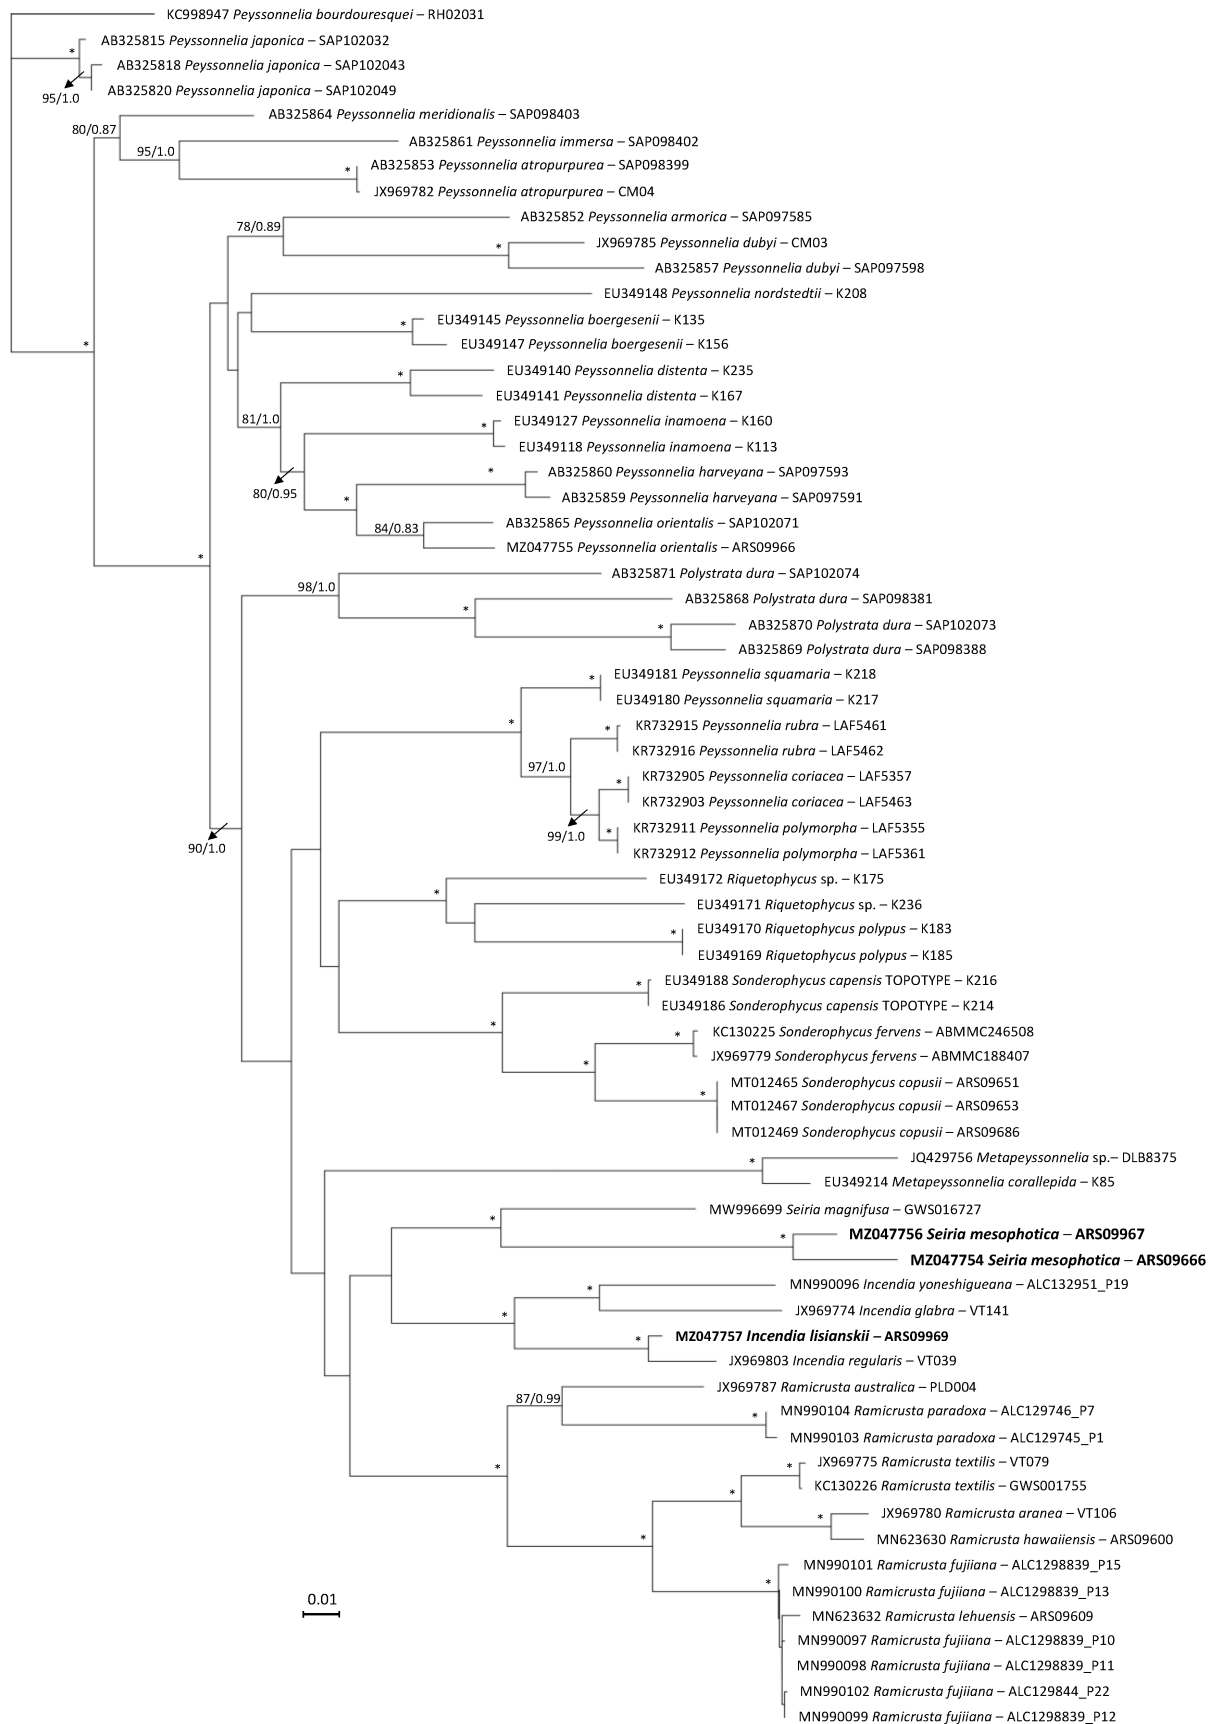 KC998947 Peyssonnelia bourdouresquei – RH02031
*
AB325815 Peyssonnelia japonica – SAP102032
AB325818 Peyssonnelia japonica – SAP102043
95/1.0
AB325820 Peyssonnelia japonica – SAP102049
AB325864 Peyssonnelia meridionalis – SAP098403
80/0.87
AB325861 Peyssonnelia immersa – SAP098402
95/1.0
*
AB325853 Peyssonnelia atropurpurea – SAP098399
JX969782 Peyssonnelia atropurpurea – CM04
AB325852 Peyssonnelia armorica – SAP097585
78/0.89
*
JX969785 Peyssonnelia dubyi – CM03
AB325857 Peyssonnelia dubyi – SAP097598
EU349148 Peyssonnelia nordstedtii – K208
*
EU349145 Peyssonnelia boergesenii – K135
EU349147 Peyssonnelia boergesenii – K156
*
*
EU349140 Peyssonnelia distenta – K235
EU349141 Peyssonnelia distenta – K167
81/1.0
*
EU349127 Peyssonnelia inamoena – K160
EU349118 Peyssonnelia inamoena – K113
*
AB325860 Peyssonnelia harveyana – SAP097593
80/0.95
*
AB325859 Peyssonnelia harveyana – SAP097591
84/0.83
AB325865 Peyssonnelia orientalis – SAP102071
MZ047755 Peyssonnelia orientalis – ARS09966
*
AB325871 Polystrata dura – SAP102074
98/1.0
*
AB325868 Polystrata dura – SAP098381
*
AB325870 Polystrata dura – SAP102073
AB325869 Polystrata dura – SAP098388
*
EU349181 Peyssonnelia squamaria – K218
EU349180 Peyssonnelia squamaria – K217
*
*
KR732915 Peyssonnelia rubra – LAF5461
KR732916 Peyssonnelia rubra – LAF5462
97/1.0
*
KR732905 Peyssonnelia coriacea – LAF5357
KR732903 Peyssonnelia coriacea – LAF5463
99/1.0
*
KR732911 Peyssonnelia polymorpha – LAF5355
KR732912 Peyssonnelia polymorpha – LAF5361
90/1.0
*
EU349172 Riquetophycus sp. – K175
EU349171 Riquetophycus sp. – K236
*
EU349170 Riquetophycus polypus – K183
EU349169 Riquetophycus polypus – K185
*
EU349188 Sonderophycus capensis TOPOTYPE – K216
EU349186 Sonderophycus capensis TOPOTYPE – K214
*
*
KC130225 Sonderophycus fervens – ABMMC246508
JX969779 Sonderophycus fervens – ABMMC188407
*
*
MT012465 Sonderophycus copusii – ARS09651
MT012467 Sonderophycus copusii – ARS09653
MT012469 Sonderophycus copusii – ARS09686
*
JQ429756 Metapeyssonnelia sp.– DLB8375
EU349214 Metapeyssonnelia corallepida – K85
*
MW996699 Seiria magnifusa – GWS016727
*
MZ047756 Seiria mesophotica – ARS09967
MZ047754 Seiria mesophotica – ARS09666
*
MN990096 Incendia yoneshigueana – ALC132951_P19
JX969774 Incendia glabra – VT141
*
*
MZ047757 Incendia lisianskii – ARS09969
JX969803 Incendia regularis – VT039
JX969787 Ramicrusta australica – PLD004
87/0.99
*
MN990104 Ramicrusta paradoxa – ALC129746_P7
MN990103 Ramicrusta paradoxa – ALC129745_P1
*
*
JX969775 Ramicrusta textilis – VT079
KC130226 Ramicrusta textilis – GWS001755
*
*
JX969780 Ramicrusta aranea – VT106
MN623630 Ramicrusta hawaiiensis – ARS09600
*
MN990101 Ramicrusta fujiiana – ALC1298839_P15
*
MN990100 Ramicrusta fujiiana – ALC1298839_P13
0.01
MN623632 Ramicrusta lehuensis – ARS09609
MN990097 Ramicrusta fujiiana – ALC1298839_P10
MN990098 Ramicrusta fujiiana – ALC1298839_P11
MN990102 Ramicrusta fujiiana – ALC129844_P22
MN990099 Ramicrusta fujiiana – ALC1298839_P12